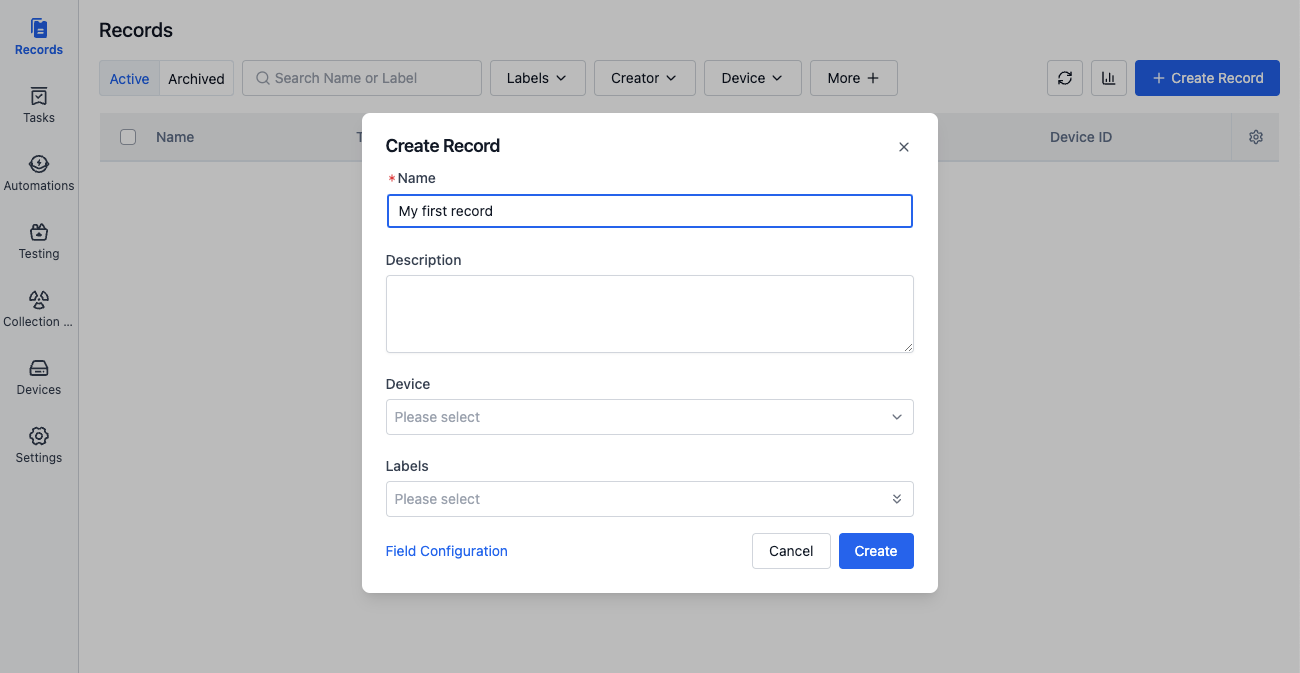 Records
Tasks
Automations
Testing
Collection ...
Devices
Settings
Records
Active Archived Search Name or Label Labels Creator Device More Create Record
Name Device ID
Create Record
* Name
My first record
Description
Device
Please select
Labels
Please select
Field Configuration Cancel Create